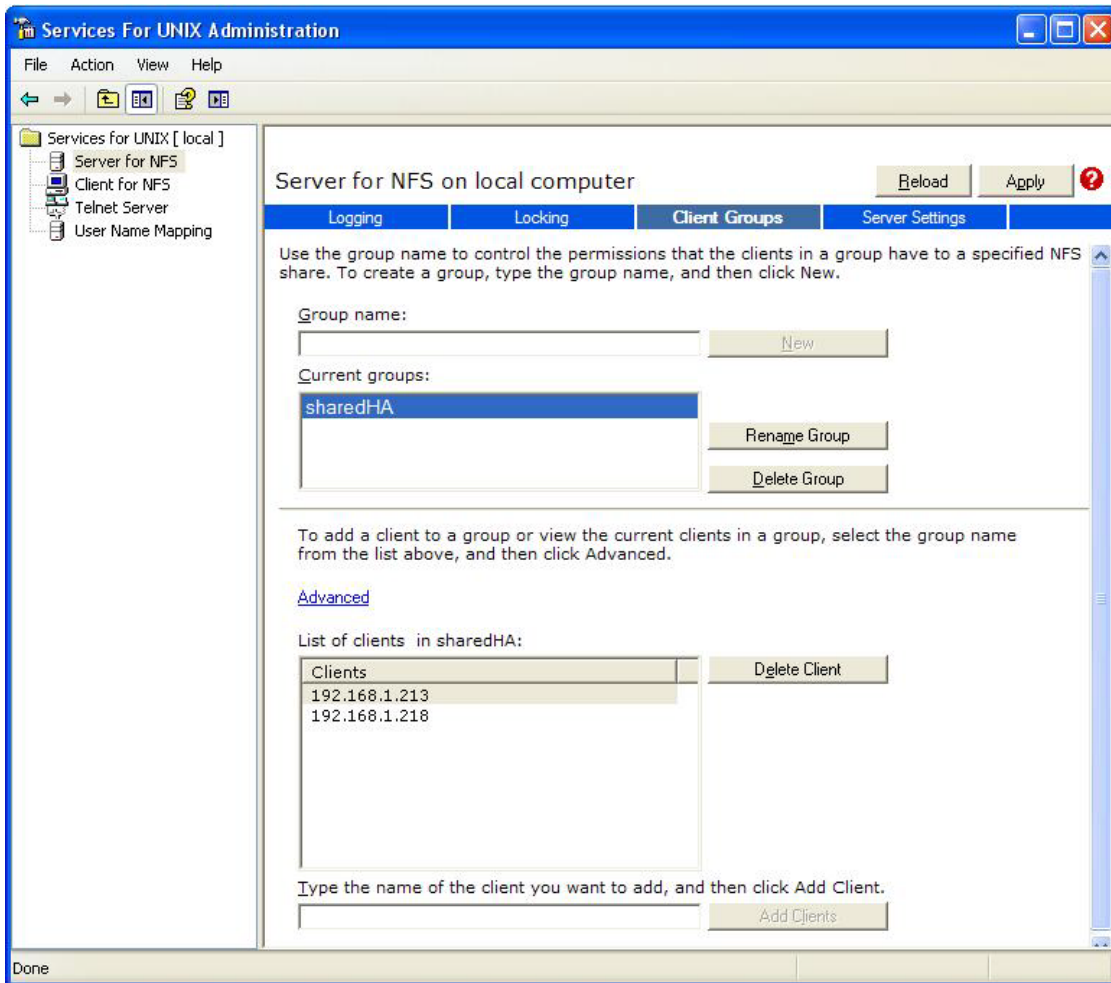 Services For UNIX Administration
File Action View Help
Services for UNIX [ local ]
Server for NFS
Client for NFS
Telnet Server
User Name Mapping
Server for NFS on local computer
Reload
Apply
?
Logging
Locking
Client Groups
Server Settings
Use the group name to control the permissions that the clients in a group have to a specified NFS
share. To create a group, type the group name, and then click New.
Group name:
New
Current groups:
sharedHA
Rename Group
Delete Group
To add a client to a group or view the current clients in a group, select the group name
from the list above, and then click Advanced.
Advanced
List of clients in sharedHA:
Clients
Delete Client
192.168.1.213
192.168.1.218
Type the name of the client you want to add, and then click Add Client.
Add Clients
Done